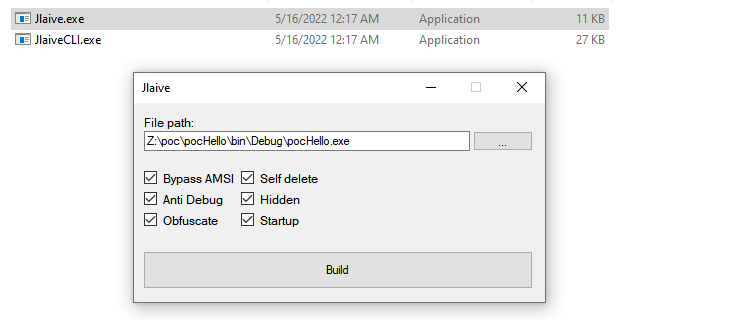 Jlaive.exe 5/16/2022 12:17 AM Application 11 KB
JlaiveCLI.exe 5/16/2022 12:17 AM Application 27 KB
Jlaive
File path:
Z:\poc\pocHello\bin\Debug\pocHello.exe ...
Bypass AMSI Self delete
Anti Debug Hidden
Obfuscate Startup
Build